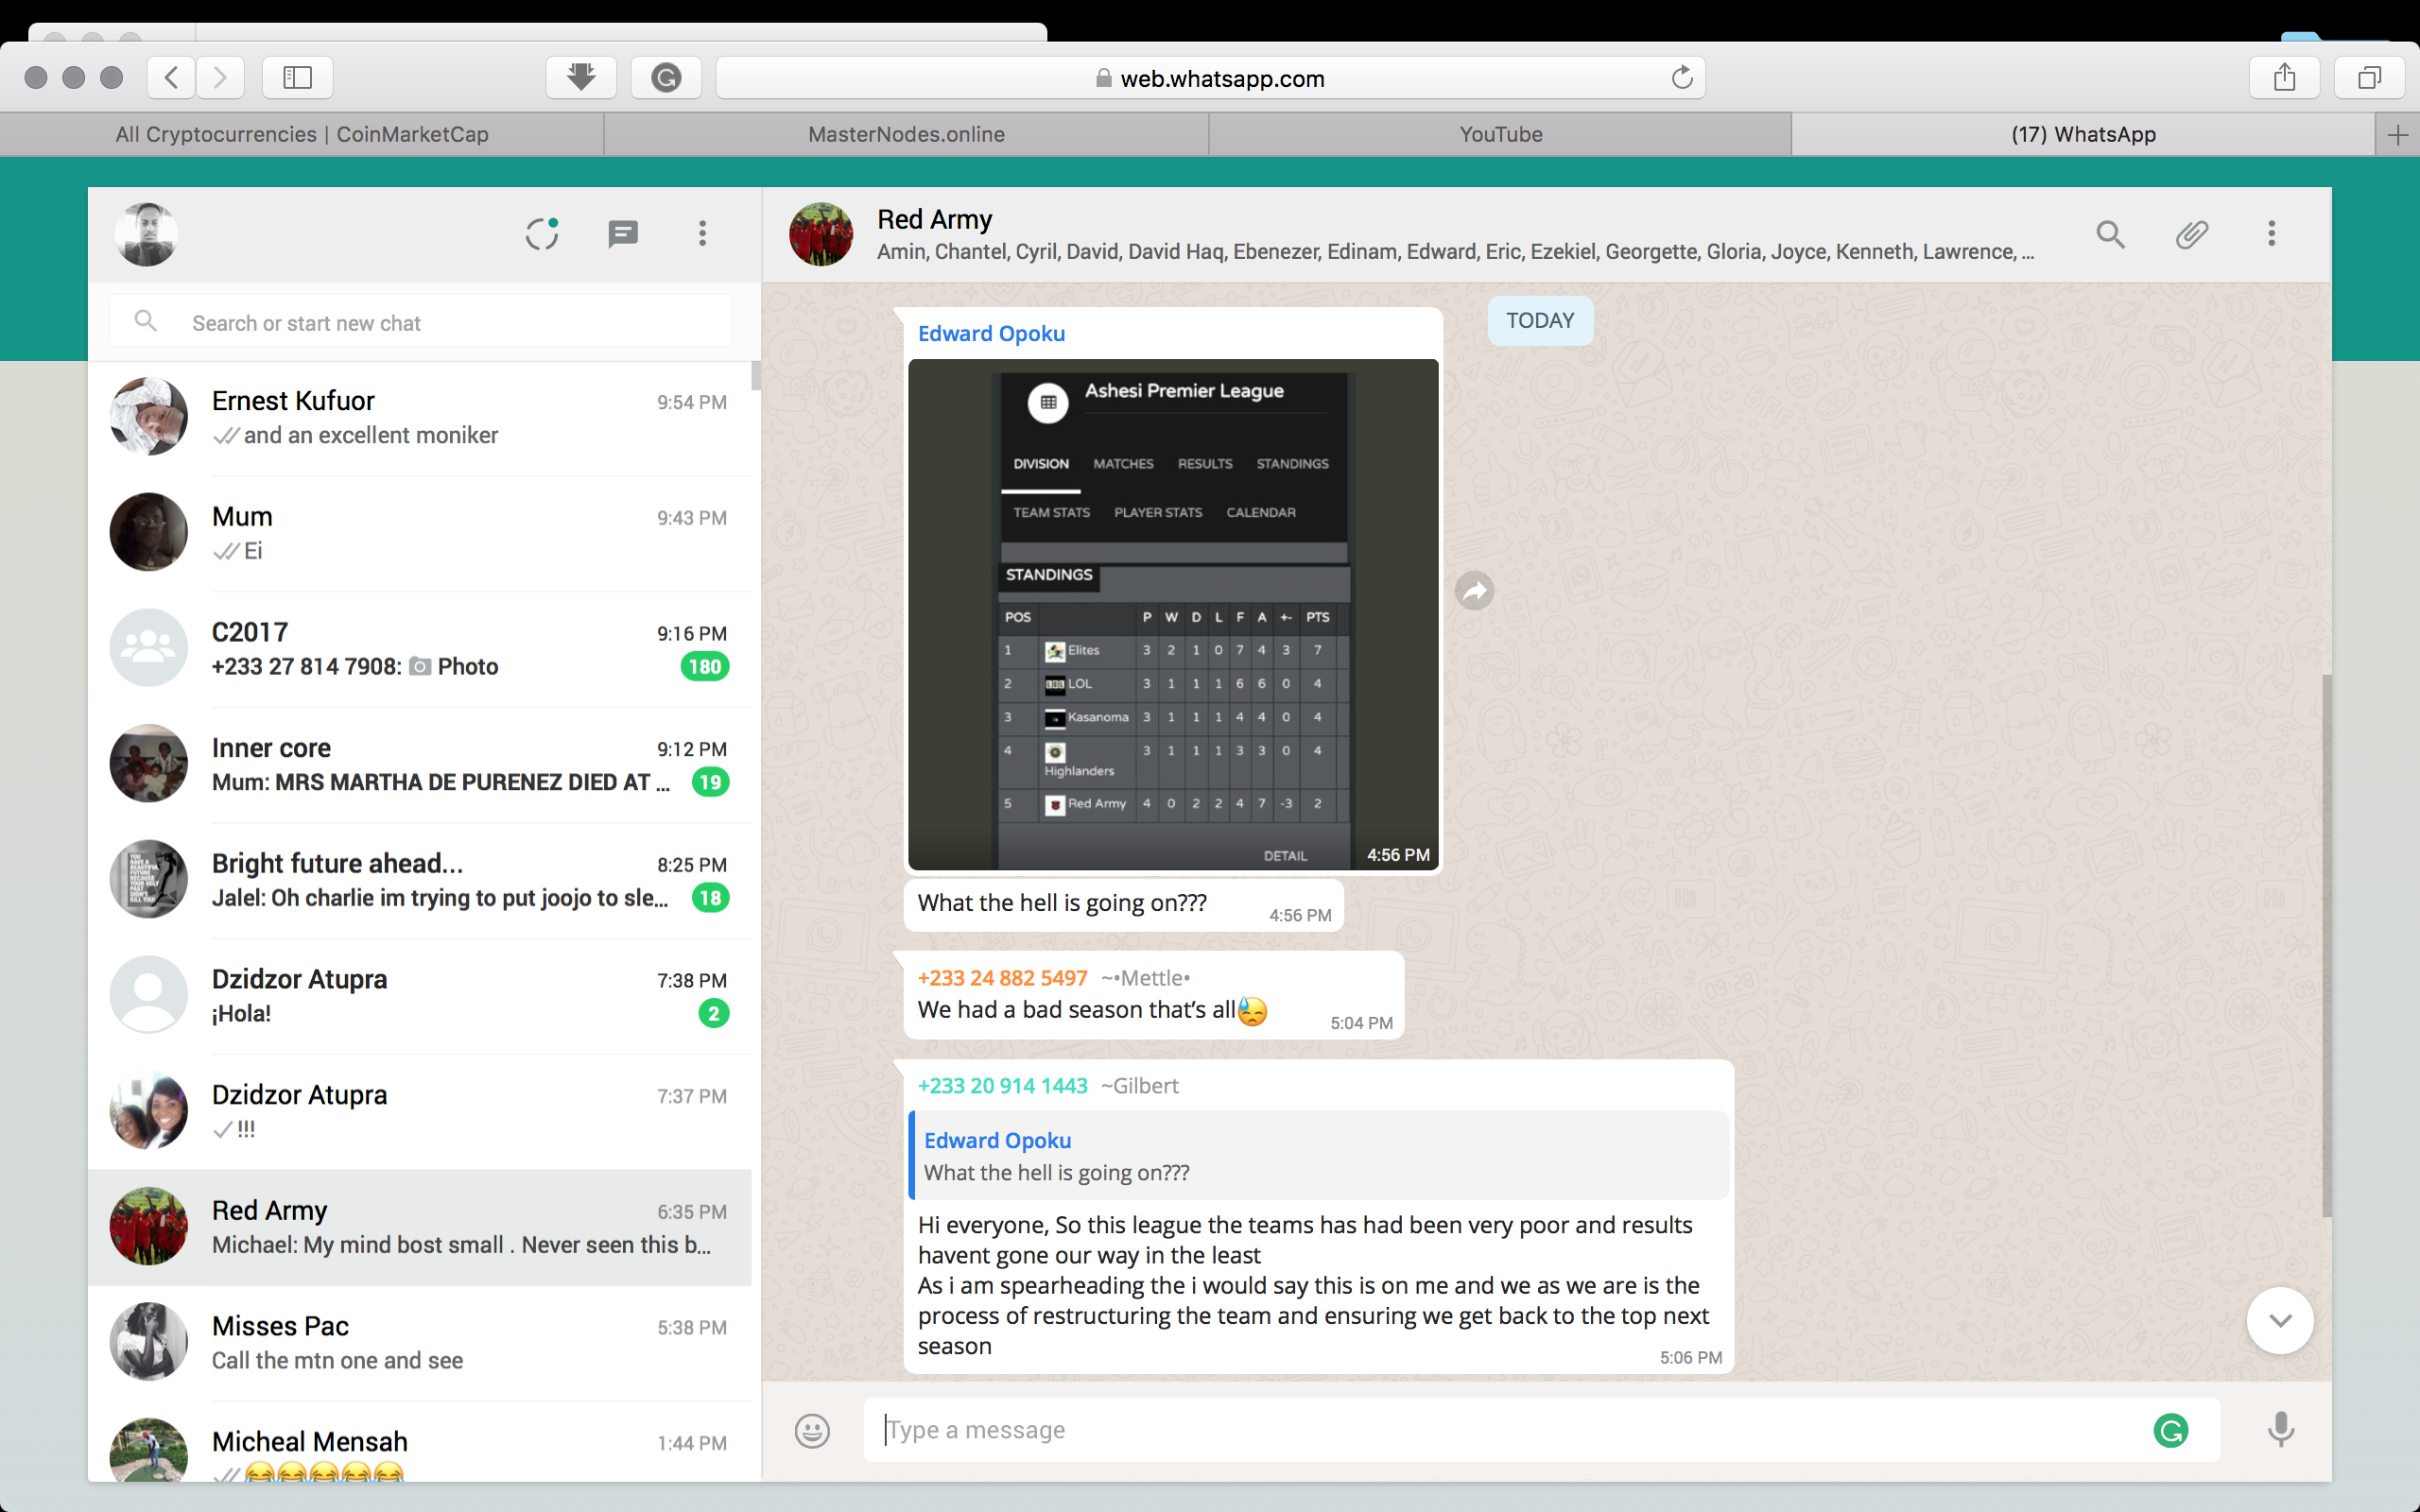 web.whatsapp.com
All Cryptocurrencies | CoinMarketCap
MasterNodes.online
YouTube
(17) WhatsApp
Search or start new chat
Ernest Kufuor 9:54 PM
and an excellent moniker
Mum 9:43 PM
Ei
C2017 9:16 PM
+233 27 814 7908: Photo 180
Inner core 9:12 PM
Mum: MRS MARTHA DE PURENEZ DIED AT ... 19
Bright future ahead... 8:25 PM
Jalel: Oh charlie im trying to put joojo to sle... 18
Dzidzor Atupra 7:38 PM
¡Hola! 2
Dzidzor Atupra 7:37 PM
!!!
Red Army 6:35 PM
Michael: My mind bost small . Never seen this b...
Misses Pac 5:38 PM
Call the mtn one and see
Micheal Mensah 1:44 PM
😂😂😂😂😂
Red Army
Amin, Chantel, Cyril, David, David Haq, Ebenezer, Edinam, Edward, Eric, Ezekiel, Georgette, Gloria, Joyce, Kenneth, Lawrence, ...
TODAY
Edward Opoku
Ashesi Premier League
DIVISION MATCHES RESULTS STANDINGS
TEAM STATS PLAYER STATS CALENDAR
STANDINGS
POS P W D L F A +- PTS
1 Elites 3 2 1 0 7 4 3 7
2 LOL 3 1 1 1 6 6 0 4
3 Kasanoma 3 1 1 1 4 4 0 4
4 Highlanders 3 1 1 1 3 3 0 4
5 Red Army 4 0 2 2 4 7 -3 2
DETAIL
4:56 PM
What the hell is going on??? 4:56 PM
+233 24 882 5497 ~•Mettle•
We had a bad season that’s all😓 5:04 PM
+233 20 914 1443 ~Gilbert
Edward Opoku
What the hell is going on???
Hi everyone, So this league the teams has had been very poor and results
havent gone our way in the least
As i am spearheading the i would say this is on me and we as we are is the
process of restructuring the team and ensuring we get back to the top next
season
5:06 PM
Type a message